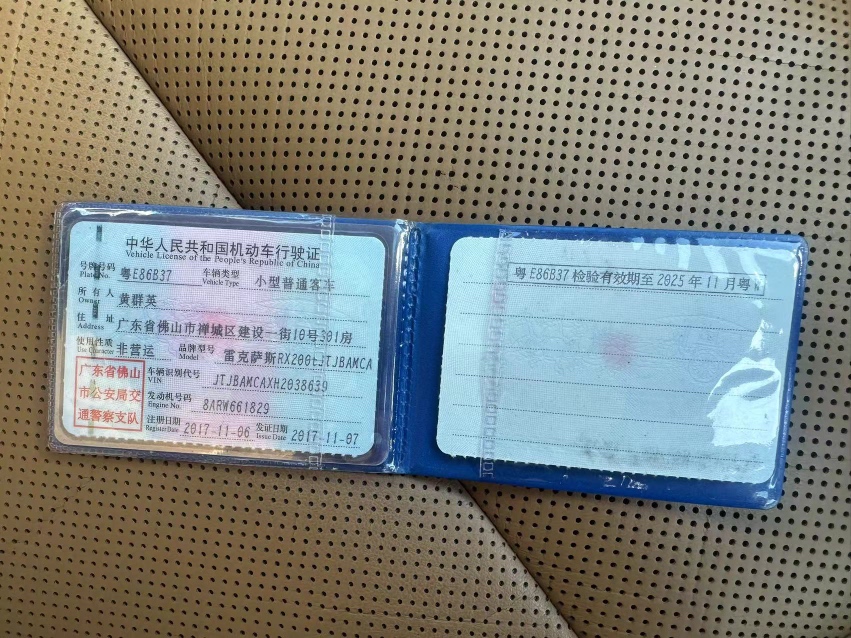 中华人民共和国机动车行驶证
Vehicle License of the People's Republic of China
号牌号码 粤E86B37 车辆类型 小型普通客车
Plate No. Vehicle Type
所有人 黄群英
Owner
住址 广东省佛山市禅城区建设一街10号301房
Address
使用性质 非营运 品牌型号 雷克萨斯RX200tJTJBAMCA
Use Character Model
广东省佛山
市公安局交
通警察支队
车辆识别代号 JTJBAMCAXH2038639
VIN
发动机号码 8ARW661829
Engine No.
注册日期 2017-11-06 发证日期 2017-11-07
Register Date Issue Date
粤E86B37 检验有效期至 2025年11月粤